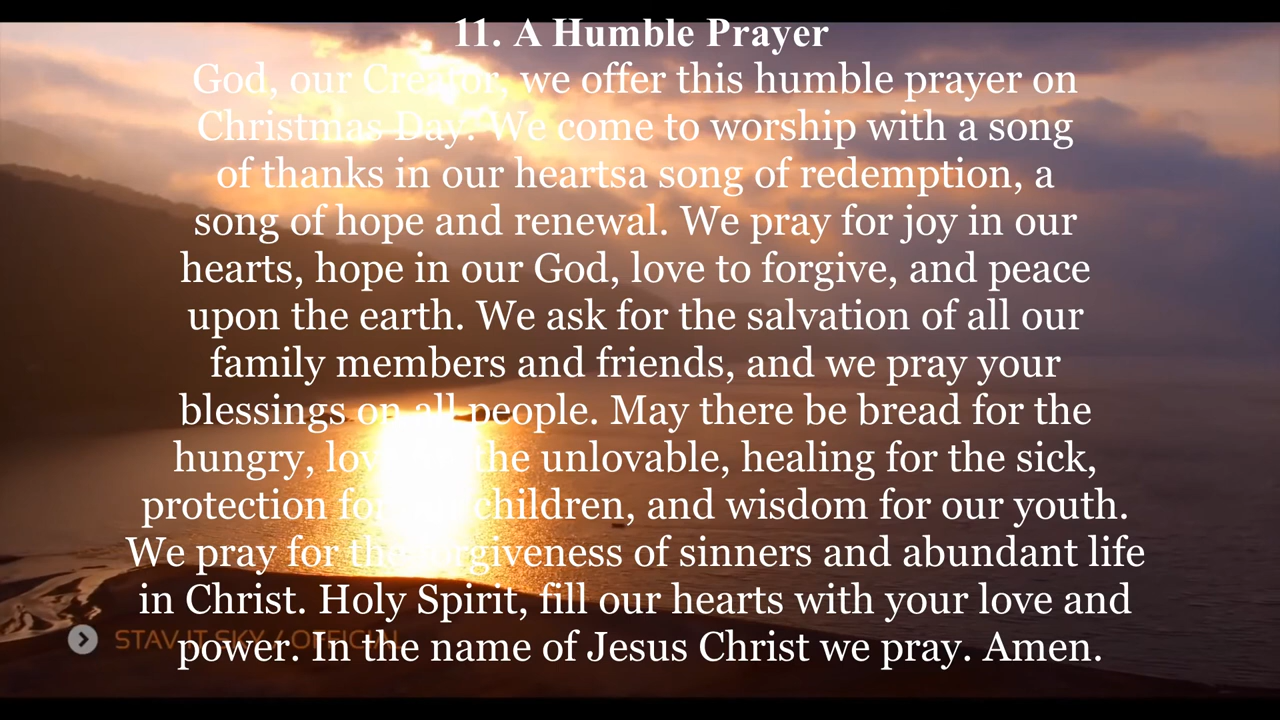 11. A Humble Prayer
God, our Creator, we offer this humble prayer on
Christmas Day. We come to worship with a song
of thanks in our heartsa song of redemption, a
song of hope and renewal. We pray for joy in our
hearts, hope in our God, love to forgive, and peace
upon the earth. We ask for the salvation of all our
family members and friends, and we pray your
blessings on all people. May there be bread for the
hungry, the unlovable, healing for the sick,
protection children, and wisdom for our youth.
We pray for the forgiveness of sinners and abundant life
in Christ. Holy Spirit, fill our hearts with your love and
power. In the name of Jesus Christ we pray. Amen.